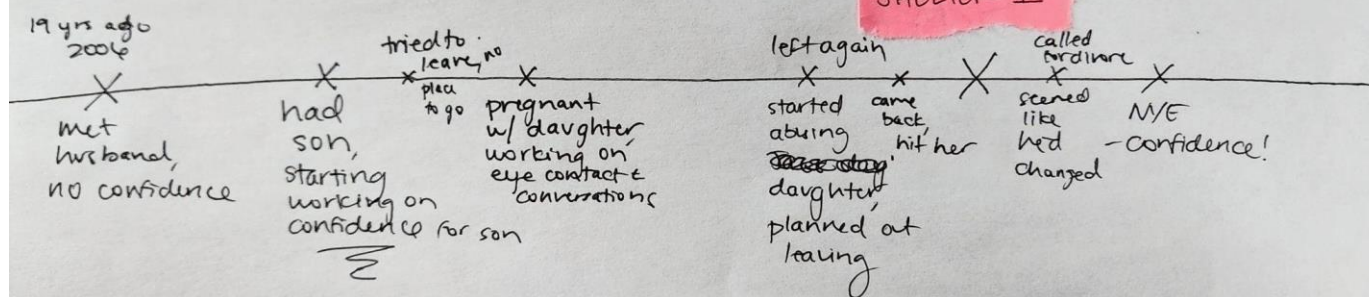 19 yrs ago
2006
met
husband,
no confidence
had
son,
starting
working on
confidence for son
tried to
leave, no
place
to go
pregnant
w/ daughter,
working on
eye contact &
conversations
left again
started
abusing
daughter,
planned out
leaving
came
back,
hit her
called
for divorce
seemed
like
he'd
changed
NYE
- confidence!